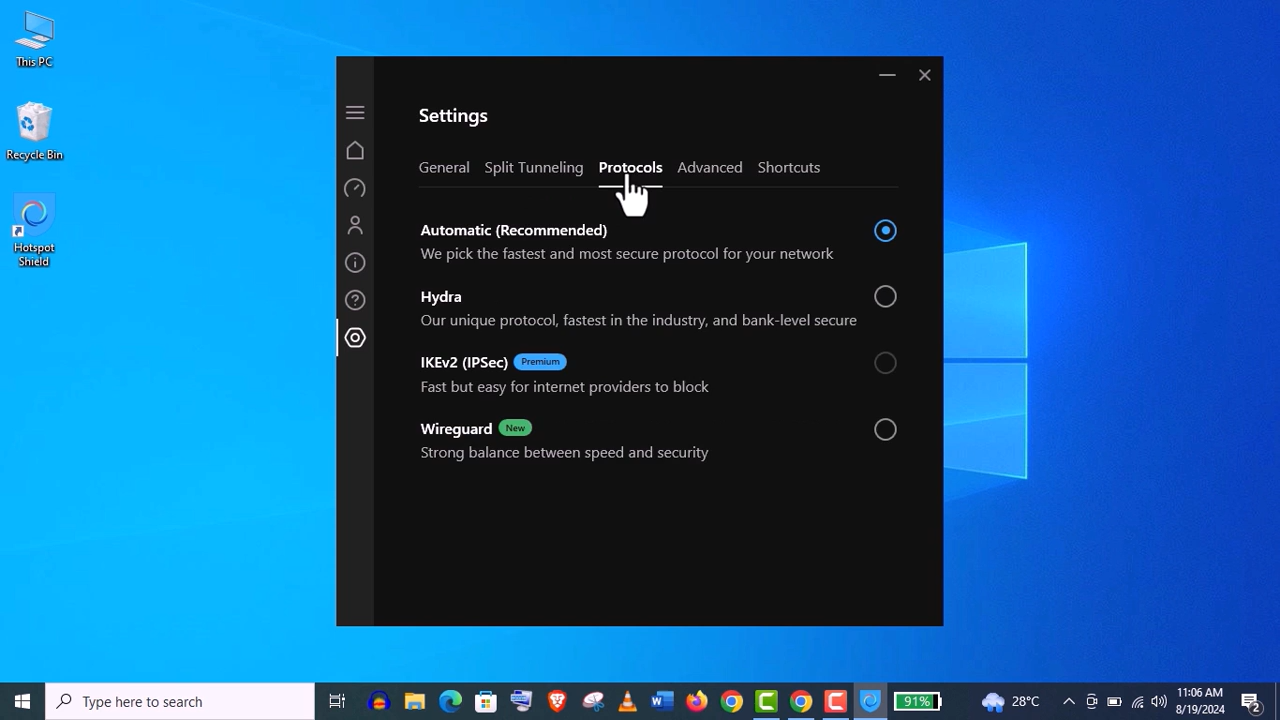 This PC
Recycle Bin
Hotspot
Shield
Settings
General Split Tunneling Protocols Advanced Shortcuts
Automatic (Recommended)
We pick the fastest and most secure protocol for your network
Hydra
Our unique protocol, fastest in the industry, and bank-level secure
IKEv2 (IPSec) Premium
Fast but easy for internet providers to block
Wireguard New
Strong balance between speed and security
Type here to search
91%
28°C
11:06 AM
8/19/2024
2